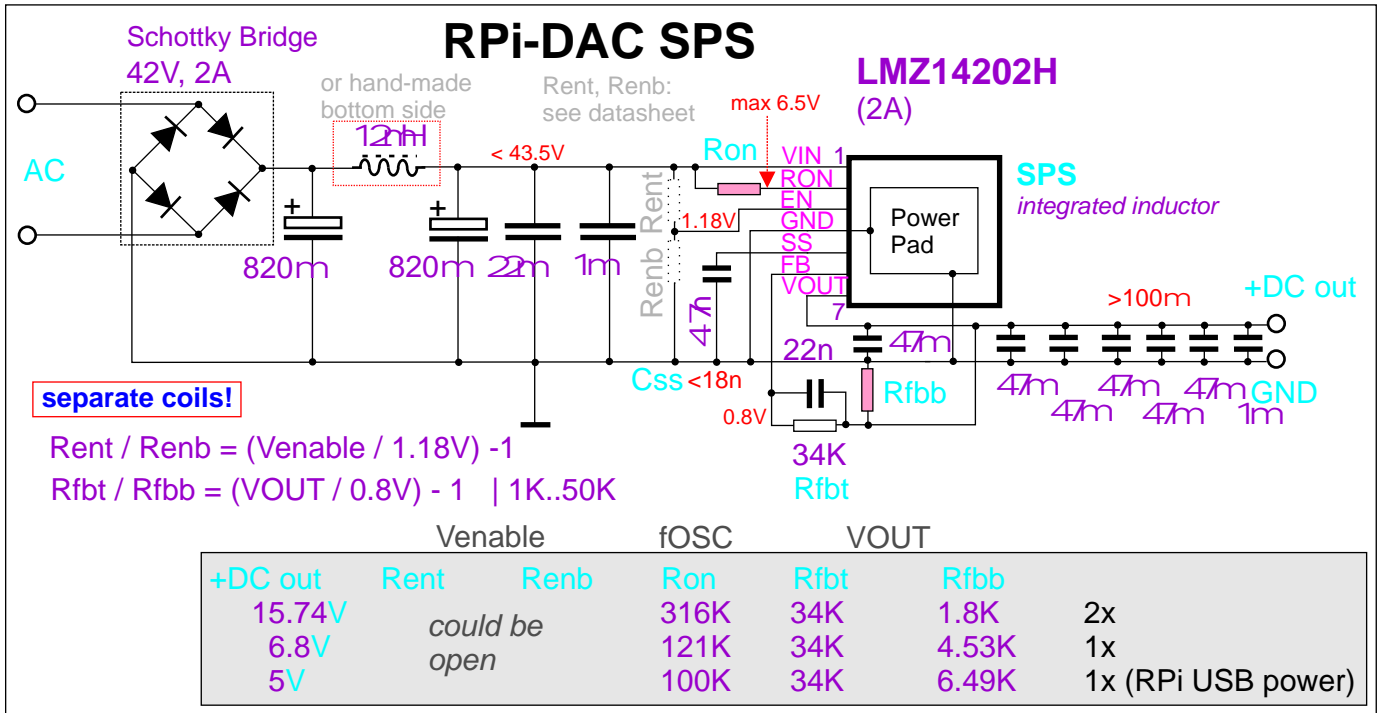 RPi-DAC SPS
Schottky Bridge
42V, 2A
or hand-made
bottom side
Rent, Renb:
see datasheet
max 6.5V
LMZ14202H
(2A)
AC
< 43.5V
Ron
VIN 1
RON
EN
GND
SS
FB
VOUT
7
Power
Pad
SPS
integrated inductor
Rent
Renb
1.18V
+
820m
+
820m
22m
1m
47n
Css <18n
22n
47m
0.8V
34K
Rfbt
Rfbb
>100m
+DC out
GND
47m
47m
47m
47m
47m
1m
separate coils!
Rent / Renb = (Venable / 1.18V) -1
Rfbt / Rfbb = (VOUT / 0.8V) - 1 | 1K..50K
Venable fOSC VOUT
+DC out Rent Renb Ron Rfbt Rfbb
15.74V 316K 34K 1.8K 2x
could be
6.8V 121K 34K 4.53K 1x
open
5V 100K 34K 6.49K 1x (RPi USB power)